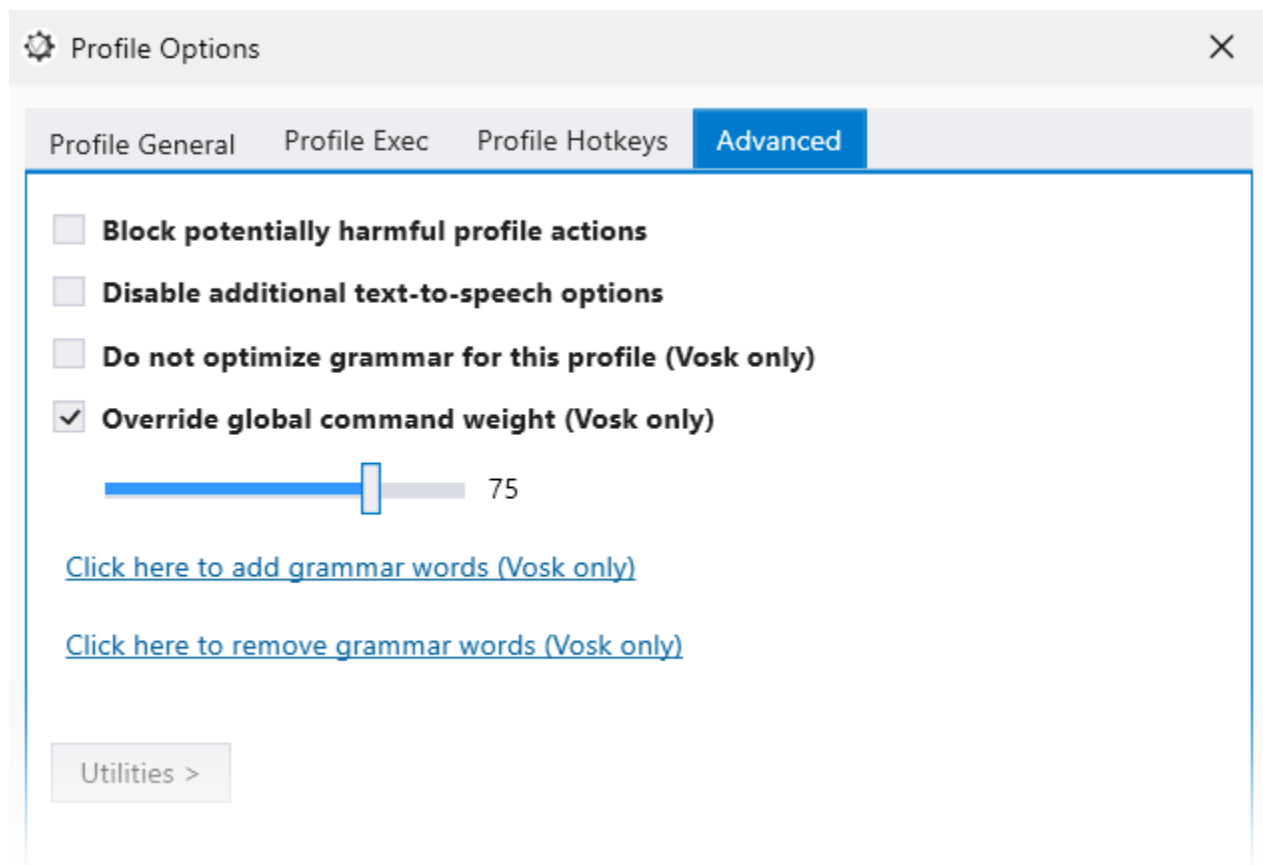 Profile Options
Profile General Profile Exec Profile Hotkeys Advanced
Block potentially harmful profile actions
Disable additional text-to-speech options
Do not optimize grammar for this profile (Vosk only)
Override global command weight (Vosk only)
75
Click here to add grammar words (Vosk only)
Click here to remove grammar words (Vosk only)
Utilities >